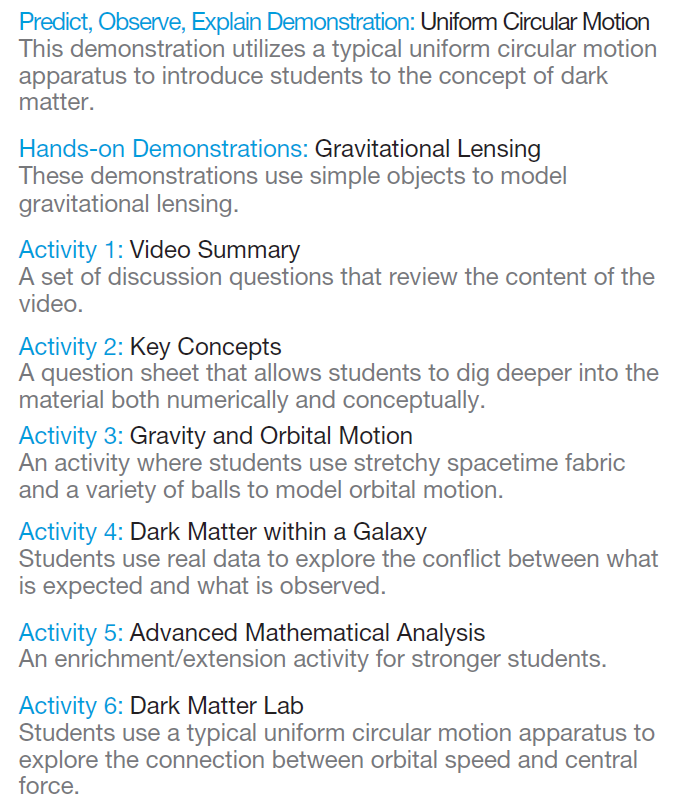 Predict, Observe, Explain Demonstration: Uniform Circular Motion
This demonstration utilizes a typical uniform circular motion
apparatus to introduce students to the concept of dark
matter.
Hands-on Demonstrations: Gravitational Lensing
These demonstrations use simple objects to model
gravitational lensing.
Activity 1: Video Summary
A set of discussion questions that review the content of the
video.
Activity 2: Key Concepts
A question sheet that allows students to dig deeper into the
material both numerically and conceptually.
Activity 3: Gravity and Orbital Motion
An activity where students use stretchy spacetime fabric
and a variety of balls to model orbital motion.
Activity 4: Dark Matter within a Galaxy
Students use real data to explore the conflict between what
is expected and what is observed.
Activity 5: Advanced Mathematical Analysis
An enrichment/extension activity for stronger students.
Activity 6: Dark Matter Lab
Students use a typical uniform circular motion apparatus to
explore the connection between orbital speed and central
force.